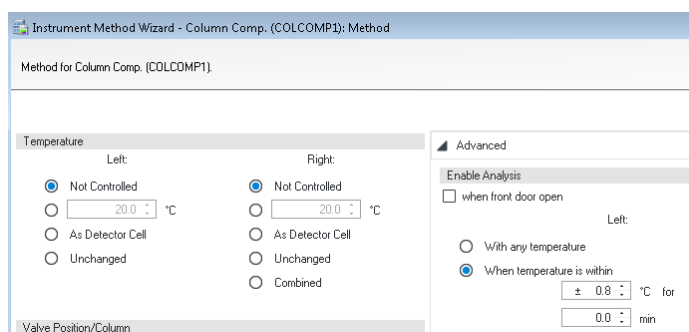 Instrument Method Wizard - Column Comp. (COLCOMP1): Method
Method for Column Comp. (COLCOMP1).
Temperature
Left: Right:
Not Controlled Not Controlled
20.0 °C 20.0 °C
As Detector Cell As Detector Cell
Unchanged Unchanged
Combined
Valve Position/Column
Advanced
Enable Analysis
when front door open
Left:
With any temperature
When temperature is within
± 0.8 °C for
0.0 min